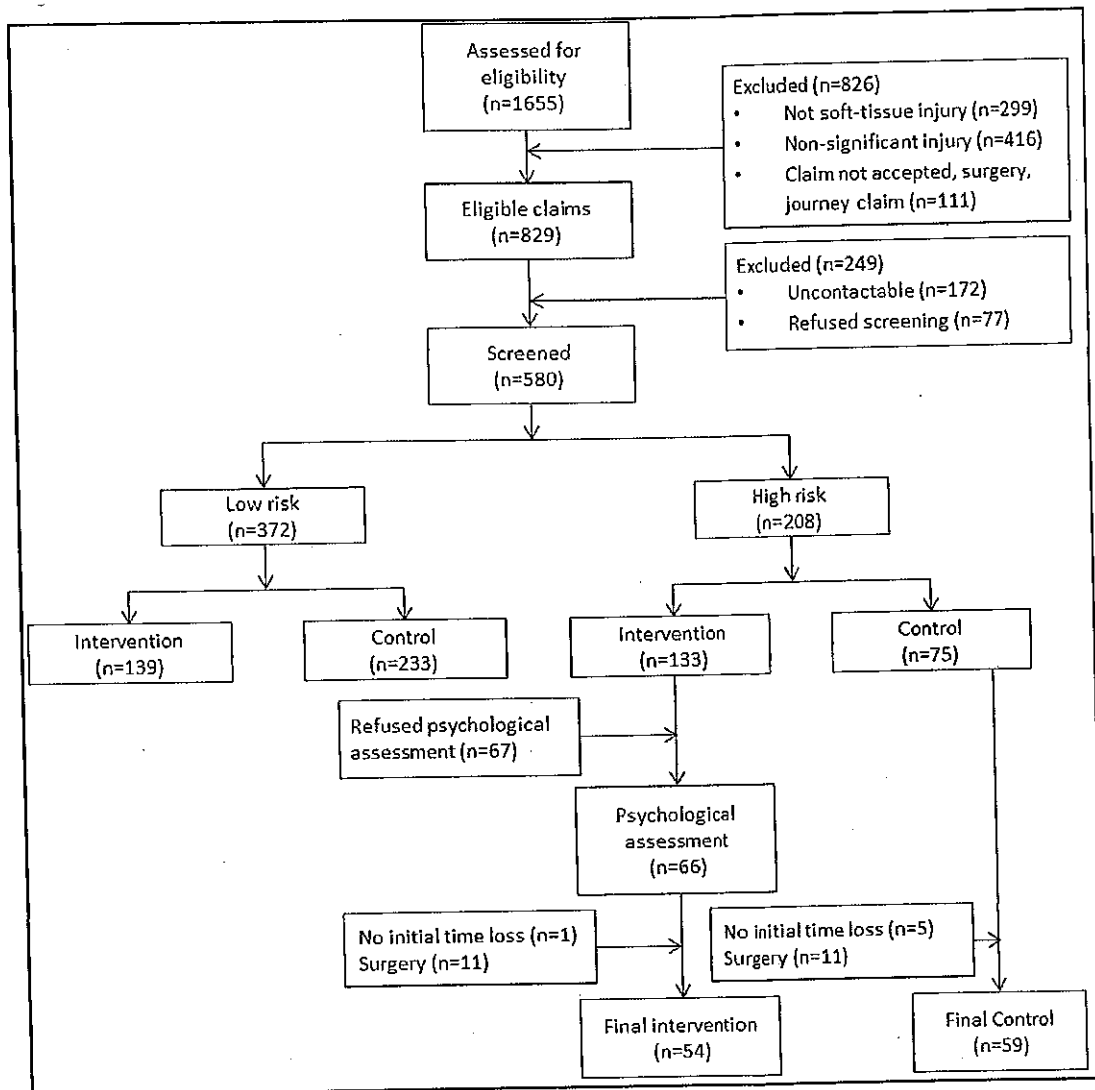 Assessed for
eligibility
(n=1655)
Excluded (n=826)
• Not soft-tissue injury (n=299)
• Non-significant injury (n=416)
• Claim not accepted, surgery,
journey claim (n=111)
Eligible claims
(n=829)
Excluded (n=249)
• Uncontactable (n=172)
• Refused screening (n=77)
Screened
(n=580)
Low risk
(n=372)
High risk
(n=208)
Intervention
(n=139)
Control
(n=233)
Intervention
(n=133)
Control
(n=75)
Refused psychological
assessment (n=67)
Psychological
assessment
(n=66)
No initial time loss (n=1)
Surgery (n=11)
No initial time loss (n=5)
Surgery (n=11)
Final intervention
(n=54)
Final Control
(n=59)